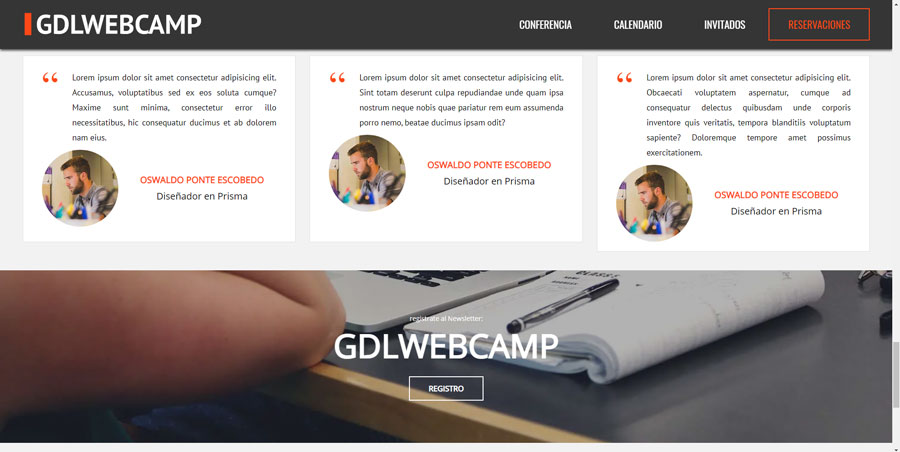 GDLWEBCAMP
CONFERENCIA CALENDARIO INVITADOS RESERVACIONES
“ Lorem ipsum dolor sit amet consectetur adipisicing elit.
Accusamus, voluptatibus sed ex eos soluta cumque?
Maxime sunt minima, consectetur error illo
necessitatibus, hic consequatur ducimus et ab dolorem
nam eius.
OSWALDO PONTE ESCOBEDO
Diseñador en Prisma
“ Lorem ipsum dolor sit amet consectetur adipisicing elit.
Sint totam deserunt culpa repudiandae unde quam ipsa
nostrum neque nobis quae pariatur rem eum assumenda
porro nemo, beatae ducimus ipsam odit?
OSWALDO PONTE ESCOBEDO
Diseñador en Prisma
“ Lorem ipsum dolor sit amet consectetur adipisicing elit.
Obcaecati voluptatem aspernatur, cumque ad
consequatur delectus quibusdam unde corporis
inventore quis veritatis, tempora blanditiis voluptatum
sapiente? Doloremque tempore amet possimus
exercitationem.
OSWALDO PONTE ESCOBEDO
Diseñador en Prisma
registrate al Newsletter:
GDLWEBCAMP
REGISTRO